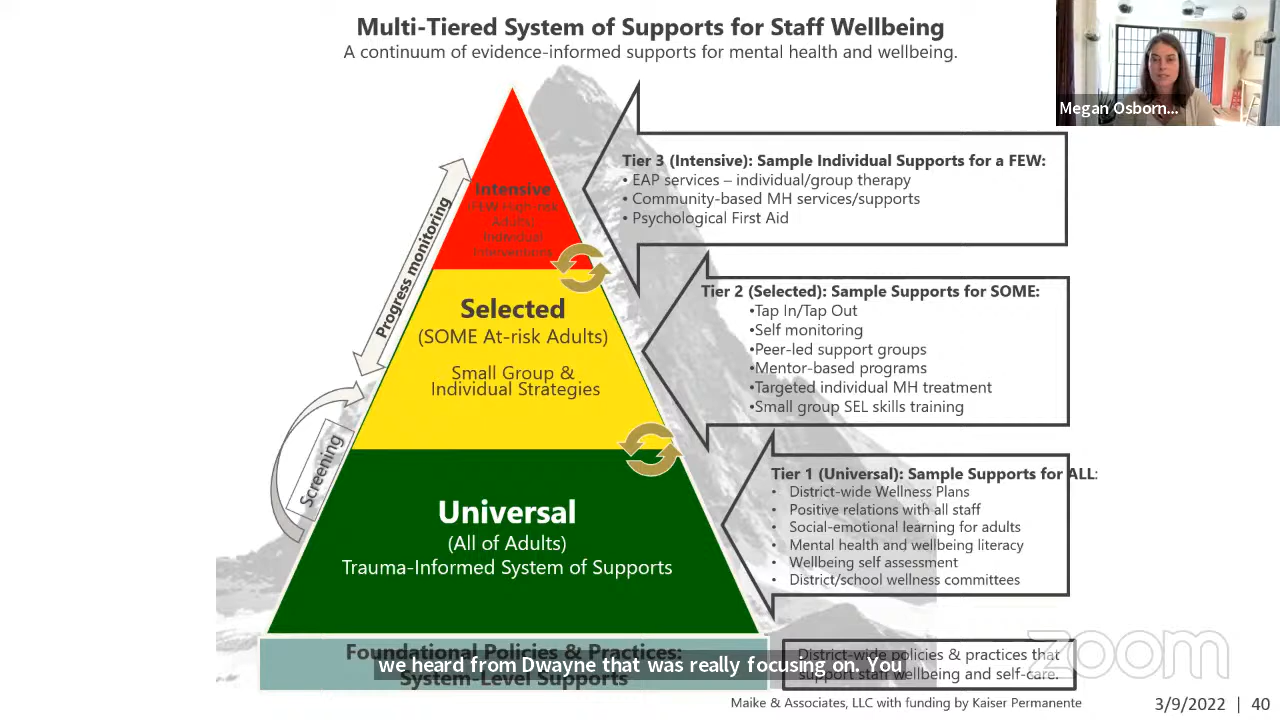 Multi-Tiered System of Supports for Staff Wellbeing
A continuum of evidence-informed supports for mental health and wellbeing.
Megan Osborn...
Intensive
(FEW High-risk
Adults)
Individual
Interventions
Progress monitoring
Tier 3 (Intensive): Sample Individual Supports for a FEW:
• EAP services – individual/group therapy
• Community-based MH services/supports
• Psychological First Aid
Selected
(SOME At-risk Adults)
Small Group &
Individual Strategies
Tier 2 (Selected): Sample Supports for SOME:
•Tap In/Tap Out
•Self monitoring
•Peer-led support groups
•Mentor-based programs
•Targeted individual MH treatment
•Small group SEL skills training
Screening
Universal
(All of Adults)
Trauma-Informed System of Supports
Tier 1 (Universal): Sample Supports for ALL:
• District-wide Wellness Plans
• Positive relations with all staff
• Social-emotional learning for adults
• Mental health and wellbeing literacy
• Wellbeing self assessment
• District/school wellness committees
Foundational Policies & Practices:
System-Level Supports
we heard from Dwayne that was really focusing on. You
District-wide policies & practices that
support staff wellbeing and self-care.
zoom
Maike & Associates, LLC with funding by Kaiser Permanente
3/9/2022 | 40